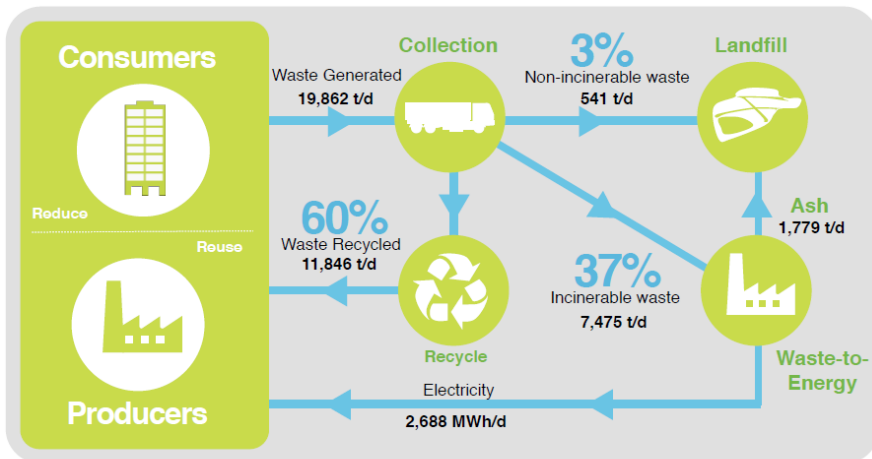 Consumers
Reduce
Reuse
Producers
Waste Generated
19,862 t/d
Collection
3%
Non-incinerable waste
541 t/d
Landfill
60%
Waste Recycled
11,846 t/d
Recycle
37%
Incinerable waste
7,475 t/d
Ash
1,779 t/d
Waste-to-
Energy
Electricity
2,688 MWh/d